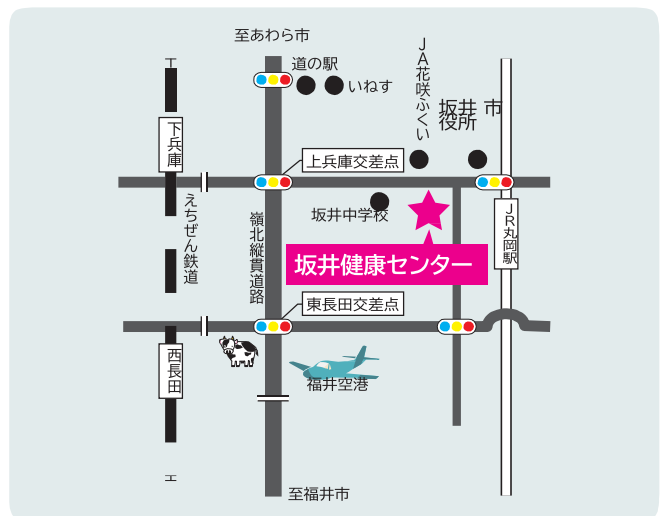 至あわら市
道の駅
いねす
JA花咲ふくい
坂井 市
役所
下兵庫
上兵庫交差点
えちぜん鉄道
嶺北縦貫道路
坂井中学校
JR丸岡駅
坂井健康センター
東長田交差点
西長田
福井空港
至福井市